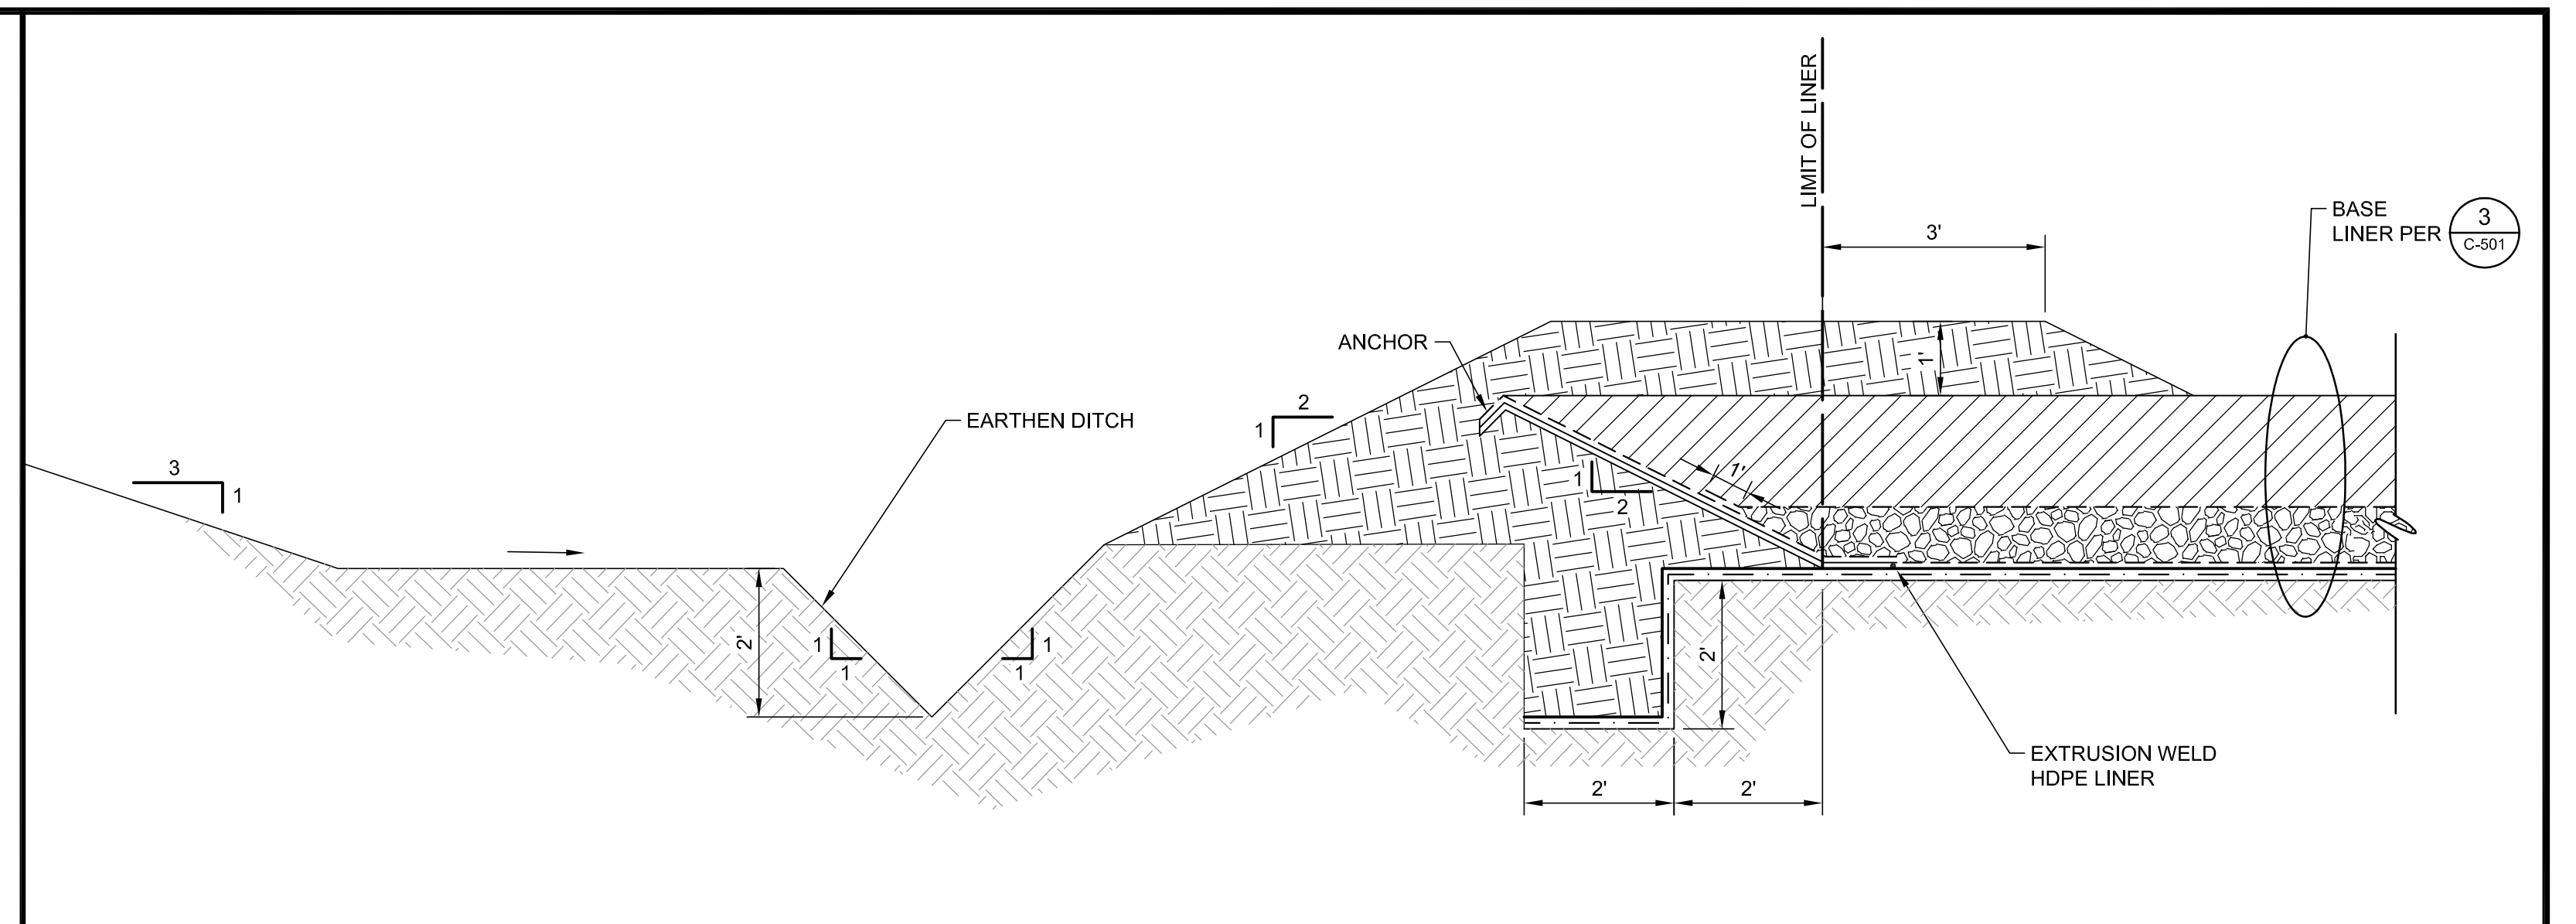 LIMIT OF LINER
BASE
LINER PER
3
C-501
3'
ANCHOR
1'
2
1
EARTHEN DITCH
3
1
1'
1
2
2'
1
1
1
1
2'
EXTRUSION WELD
HDPE LINER
2'
2'